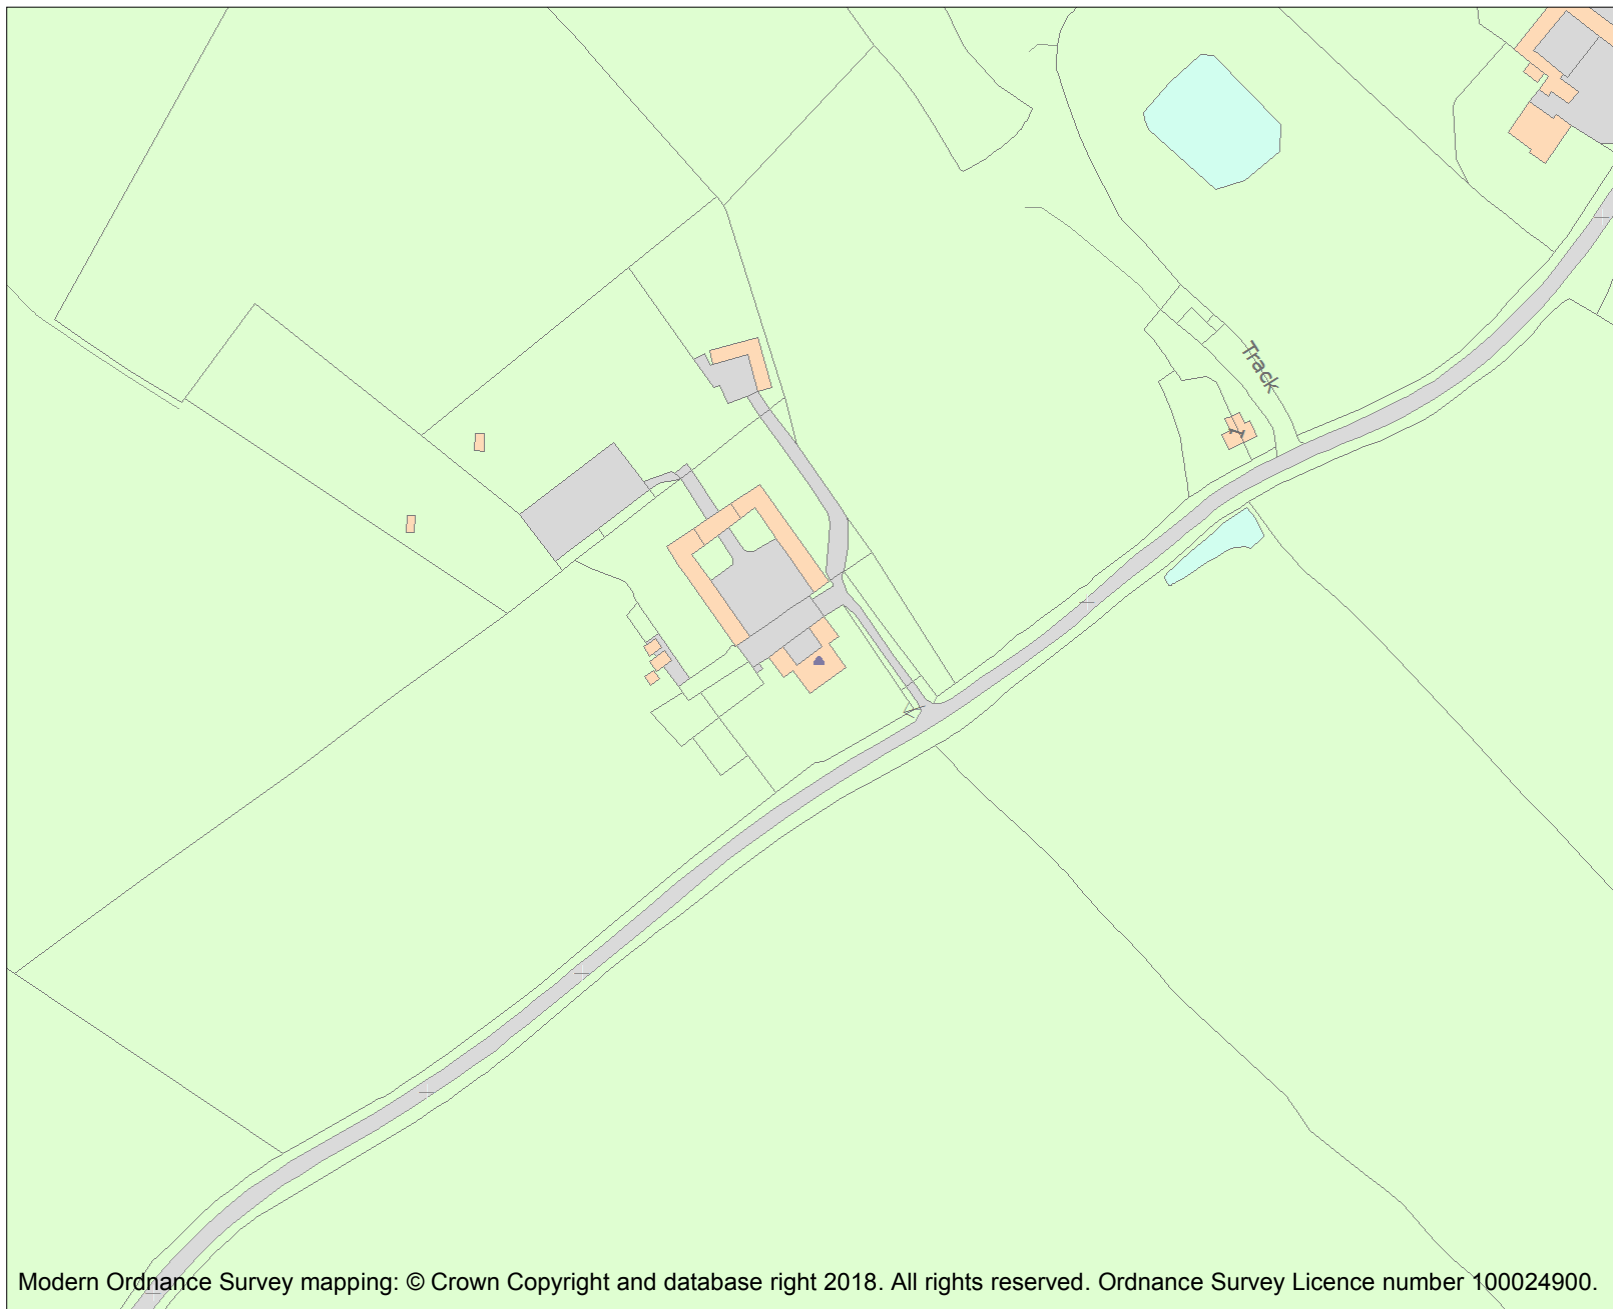 Track
1
Modern Ordnance Survey mapping: © Crown Copyright and database right 2018. All rights reserved. Ordnance Survey Licence number 100024900.